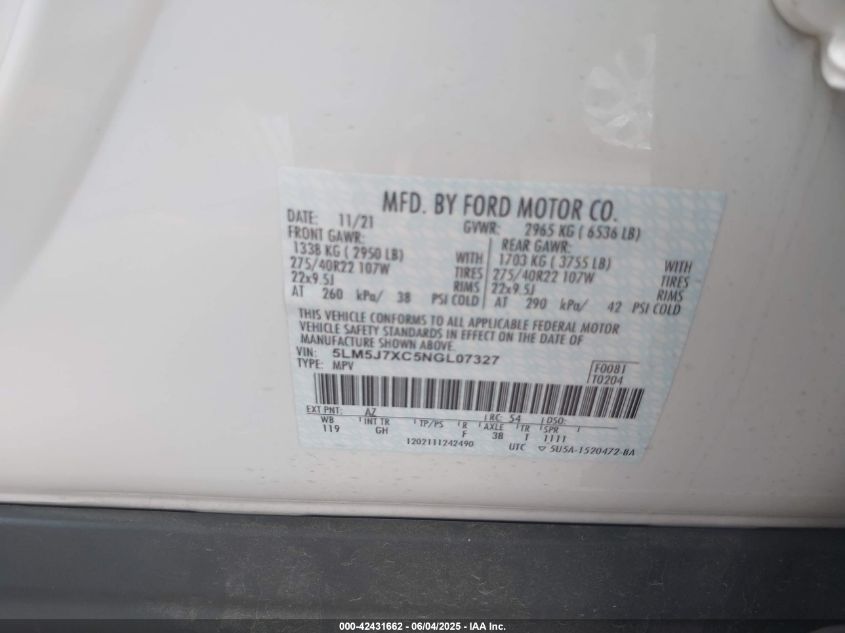 MFD. BY FORD MOTOR CO.
DATE: 11/21 GVWR: 2965 KG ( 6536 LB)
FRONT GAWR: REAR GAWR:
1338 KG ( 2950 LB) WITH 1703 KG ( 3755 LB) WITH
275/40R22 107W TIRES 275/40R22 107W TIRES
22x9.5J RIMS 22x9.5J RIMS
AT 260 kPa/ 38 PSI COLD AT 290 kPa/ 42 PSI COLD
THIS VEHICLE CONFORMS TO ALL APPLICABLE FEDERAL MOTOR
VEHICLE SAFETY STANDARDS IN EFFECT ON THE DATE OF
MANUFACTURE SHOWN ABOVE.
VIN: 5LM5J7XC5NGL07327
TYPE: MPV
F0081
T0204
EXT PNT: AZ RC: 54 DSO:
WB INT TR TP/PS R AXLE TR SPR
119 GH F 3B T 1111
1202111242490
UTC 5U5A-1520472-BA
000-42431662 - 06/04/2025 - IAA Inc.